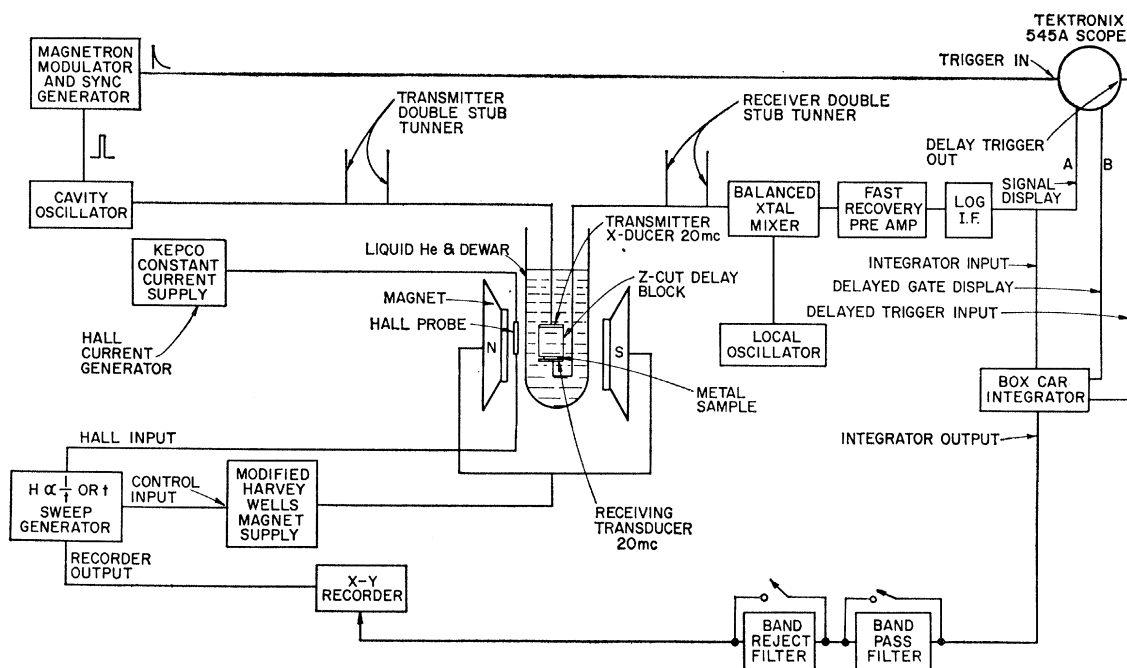 TEKTRONIX
545A SCOPE
MAGNETRON
MODULATOR
AND SYNC
GENERATOR
TRIGGER IN
TRANSMITTER
DOUBLE STUB
TUNNER
RECEIVER DOUBLE
STUB TUNNER
DELAY TRIGGER
OUT
A
B
SIGNAL
DISPLAY
CAVITY
OSCILLATOR
BALANCED
XTAL
MIXER
FAST
RECOVERY
PRE AMP
LOG
I.F.
TRANSMITTER
X-DUCER 20mc
LIQUID He & DEWAR
KEPCO
CONSTANT
CURRENT
SUPPLY
Z-CUT DELAY
BLOCK
INTEGRATOR INPUT
DELAYED GATE DISPLAY
DELAYED TRIGGER INPUT
MAGNET
HALL PROBE
N
S
LOCAL
OSCILLATOR
HALL
CURRENT
GENERATOR
METAL
SAMPLE
BOX CAR
INTEGRATOR
HALL INPUT
INTEGRATOR OUTPUT
H ∝ 1/t OR t
SWEEP
GENERATOR
CONTROL
INPUT
MODIFIED
HARVEY
WELLS
MAGNET
SUPPLY
RECEIVING
TRANSDUCER
20mc
RECORDER
OUTPUT
X-Y
RECORDER
BAND
REJECT
FILTER
BAND
PASS
FILTER